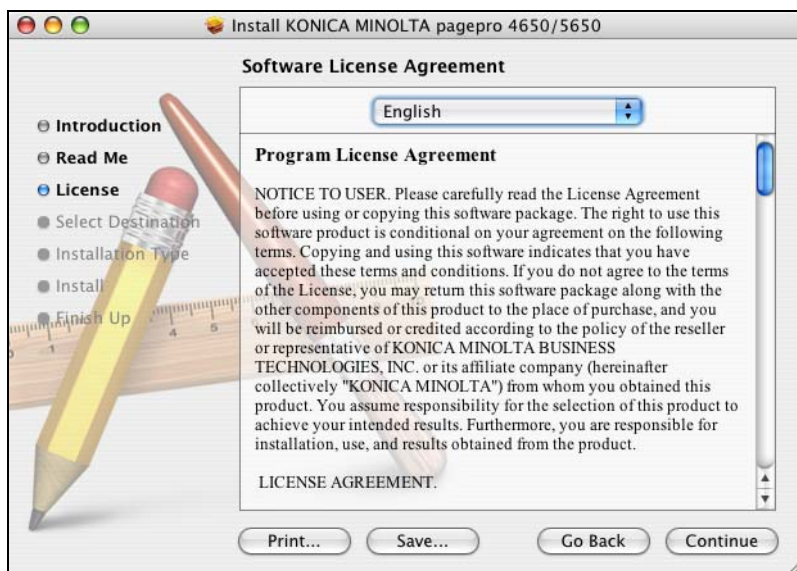 Install KONICA MINOLTA pagepro 4650/5650
Software License Agreement
Introduction
Read Me
License
Select Destination
Installation Type
Install
Finish Up
English
Program License Agreement
NOTICE TO USER. Please carefully read the License Agreement
before using or copying this software package. The right to use this
software product is conditional on your agreement on the following
terms. Copying and using this software indicates that you have
accepted these terms and conditions. If you do not agree to the terms
of the License, you may return this software package along with the
other components of this product to the place of purchase, and you
will be reimbursed or credited according to the policy of the reseller
or representative of KONICA MINOLTA BUSINESS
TECHNOLOGIES, INC. or its affiliate company (hereinafter
collectively "KONICA MINOLTA") from whom you obtained this
product. You assume responsibility for the selection of this product to
achieve your intended results. Furthermore, you are responsible for
installation, use, and results obtained from the product.
LICENSE AGREEMENT.
Print...
Save...
Go Back
Continue